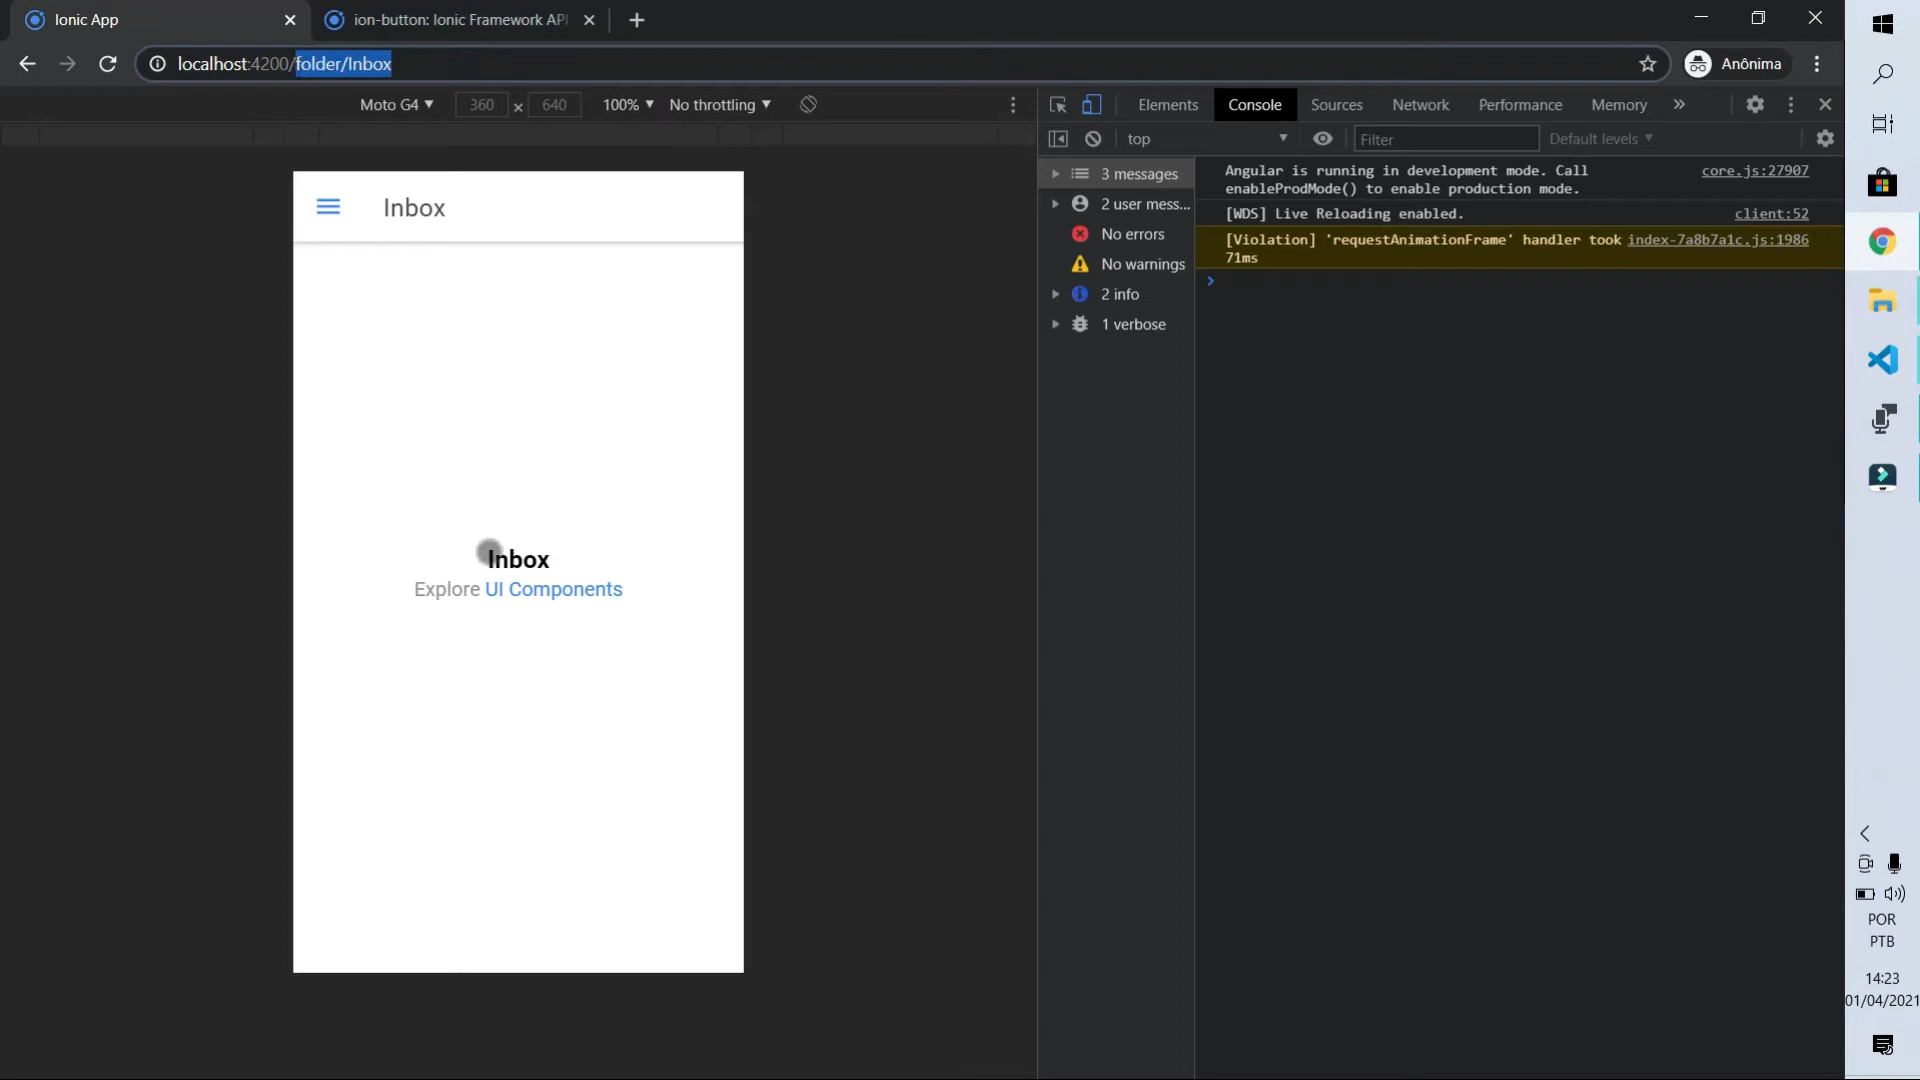 Ionic App
ion-button: Ionic Framework API
localhost:4200/folder/Inbox
Anônima
Moto G4 360 × 640 100% No throttling
Elements Console Sources Network Performance Memory
top Filter Default levels
3 messages
2 user mess...
No errors
No warnings
2 info
1 verbose
Angular is running in development mode. Call core.js:27907
enableProdMode() to enable production mode.
[WDS] Live Reloading enabled. client:52
[Violation] 'requestAnimationFrame' handler took index-7a8b7a1c.js:1986
71ms
Inbox
Inbox
Explore UI Components
POR
PTB
14:23
01/04/2021